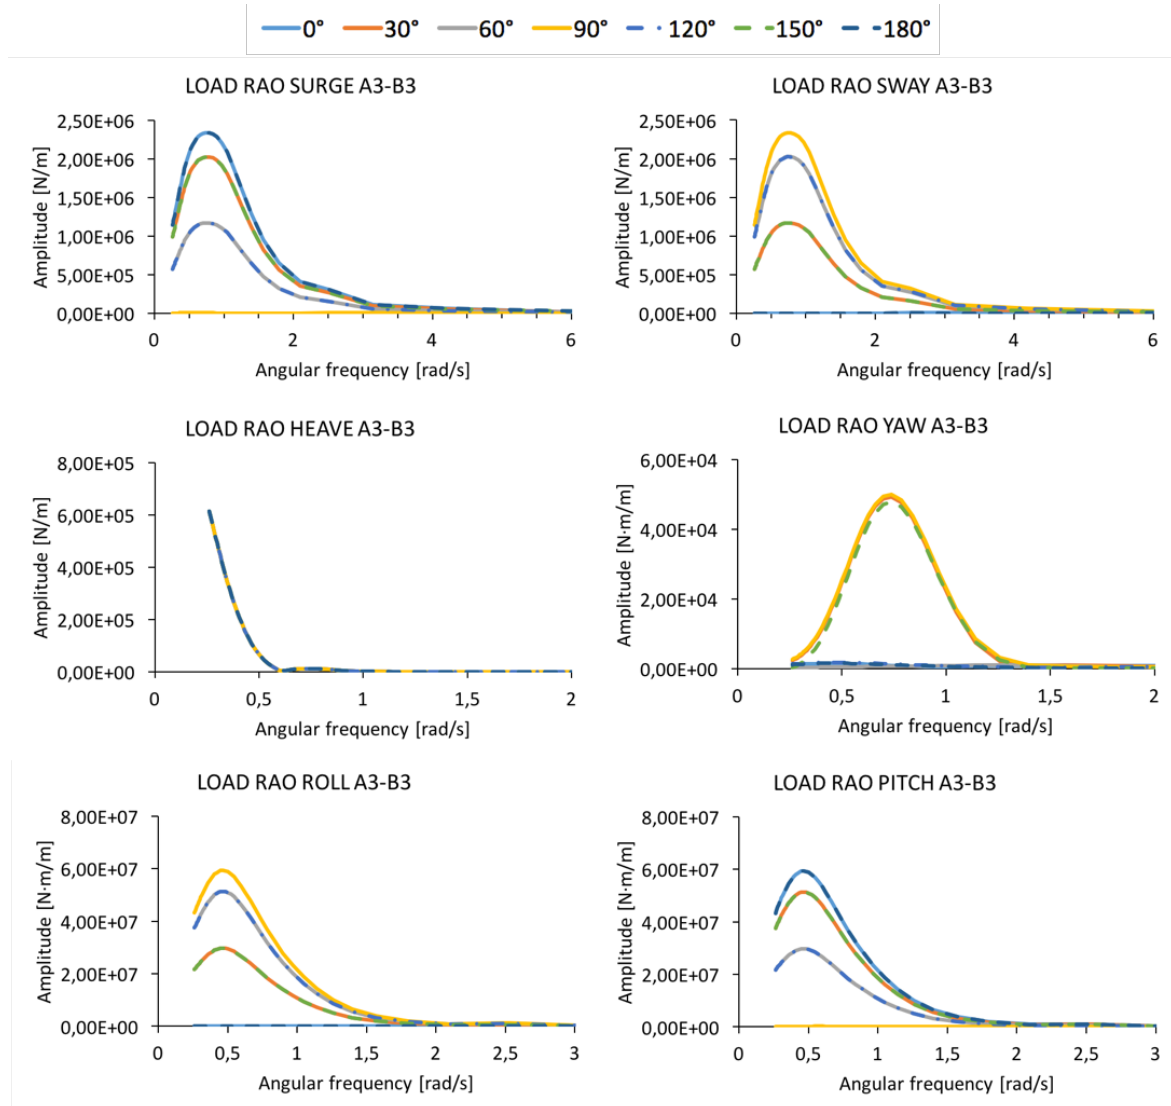 0° 30° 60° 90° 120° 150° 180°
LOAD RAO SURGE A3-B3
2,50E+06
2,00E+06
1,50E+06
1,00E+06
5,00E+05
0,00E+00
Amplitude [N/m]
0 2 4 6
Angular frequency [rad/s]
LOAD RAO SWAY A3-B3
2,50E+06
2,00E+06
1,50E+06
1,00E+06
5,00E+05
0,00E+00
Amplitude [N/m]
0 2 4 6
Angular frequency [rad/s]
LOAD RAO HEAVE A3-B3
8,00E+05
6,00E+05
4,00E+05
2,00E+05
0,00E+00
Amplitude [N/m]
0 0,5 1 1,5 2
Angular frequency [rad/s]
LOAD RAO YAW A3-B3
6,00E+04
4,00E+04
2,00E+04
0,00E+00
Amplitude [N·m/m]
0 0,5 1 1,5 2
Angular frequency [rad/s]
LOAD RAO ROLL A3-B3
8,00E+07
6,00E+07
4,00E+07
2,00E+07
0,00E+00
Amplitude [N·m/m]
0 0,5 1 1,5 2 2,5 3
Angular frequency [rad/s]
LOAD RAO PITCH A3-B3
8,00E+07
6,00E+07
4,00E+07
2,00E+07
0,00E+00
Amplitude [N·m/m]
0 0,5 1 1,5 2 2,5 3
Angular frequency [rad/s]